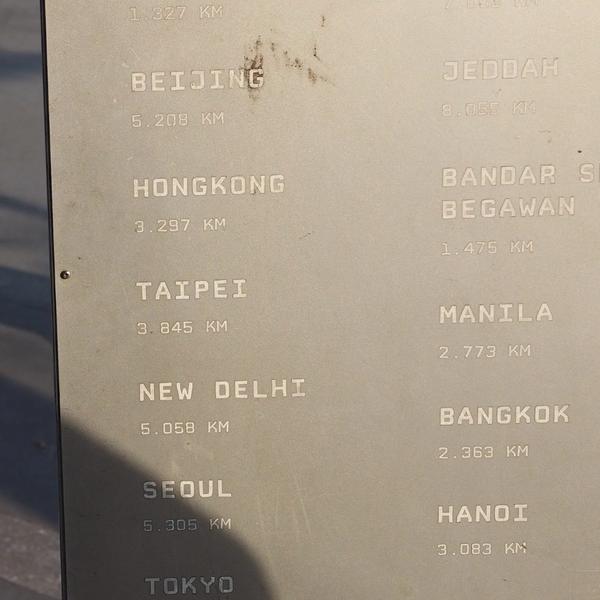 1.327 KM
BEIJING
5.208 KM
HONGKONG
3.297 KM
TAIPEI
3.845 KM
NEW DELHI
5.058 KM
SEOUL
5.305 KM
TOKYO
JEDDAH
KM
BANDAR
BEGAWAN
1.475 KM
MANILA
2.773 KM
BANGKOK
2.363 KM
HANOI
3.083 KM